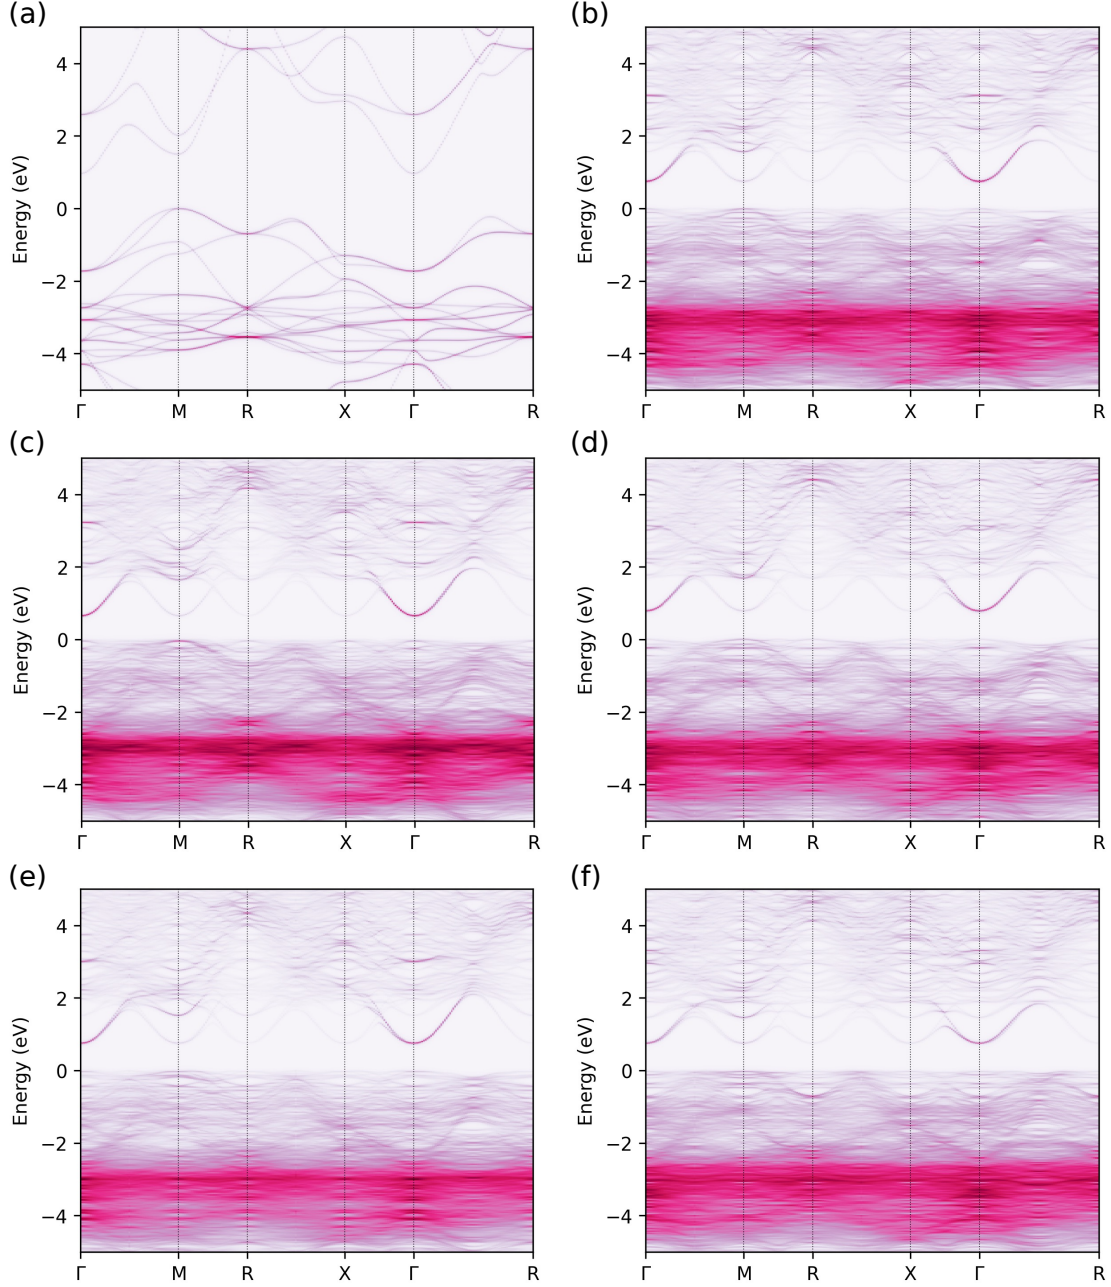 (a)
Energy (eV)
4
2
0
−2
−4
Γ M R X Γ R
(b)
Energy (eV)
4
2
0
−2
−4
Γ M R X Γ R
(c)
Energy (eV)
4
2
0
−2
−4
Γ M R X Γ R
(d)
Energy (eV)
4
2
0
−2
−4
Γ M R X Γ R
(e)
Energy (eV)
4
2
0
−2
−4
Γ M R X Γ R
(f)
Energy (eV)
4
2
0
−2
−4
Γ M R X Γ R